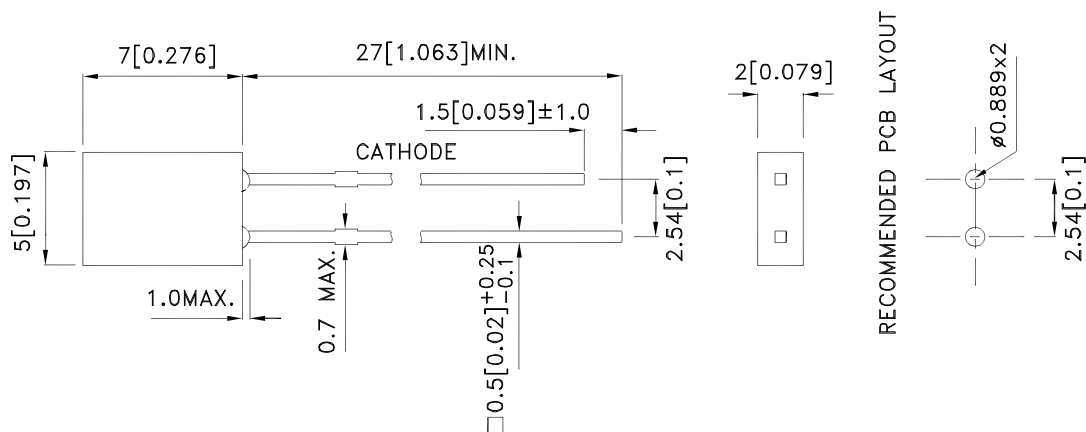 7[0.276]
27[1.063]MIN.
2[0.079]
1.5[0.059]±1.0
CATHODE
5[0.197]
2.54[0.1]
1.0MAX.
0.7 MAX.
□0.5[0.02]+0.25 -0.1
RECOMMENDED PCB LAYOUT
ø0.889x2
2.54[0.1]